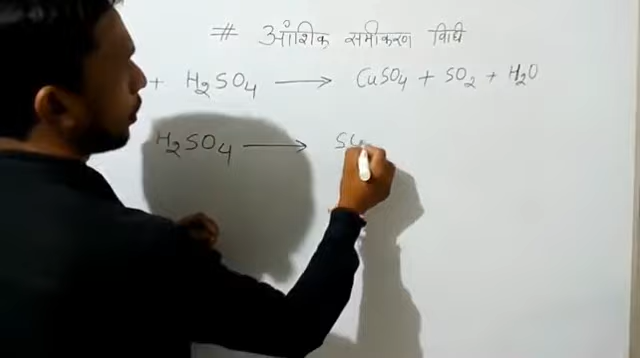 # आंशिक समीकरण विधि
+ H₂SO₄ ⟶ CuSO₄ + SO₂ + H₂O
H₂SO₄ ⟶ SO